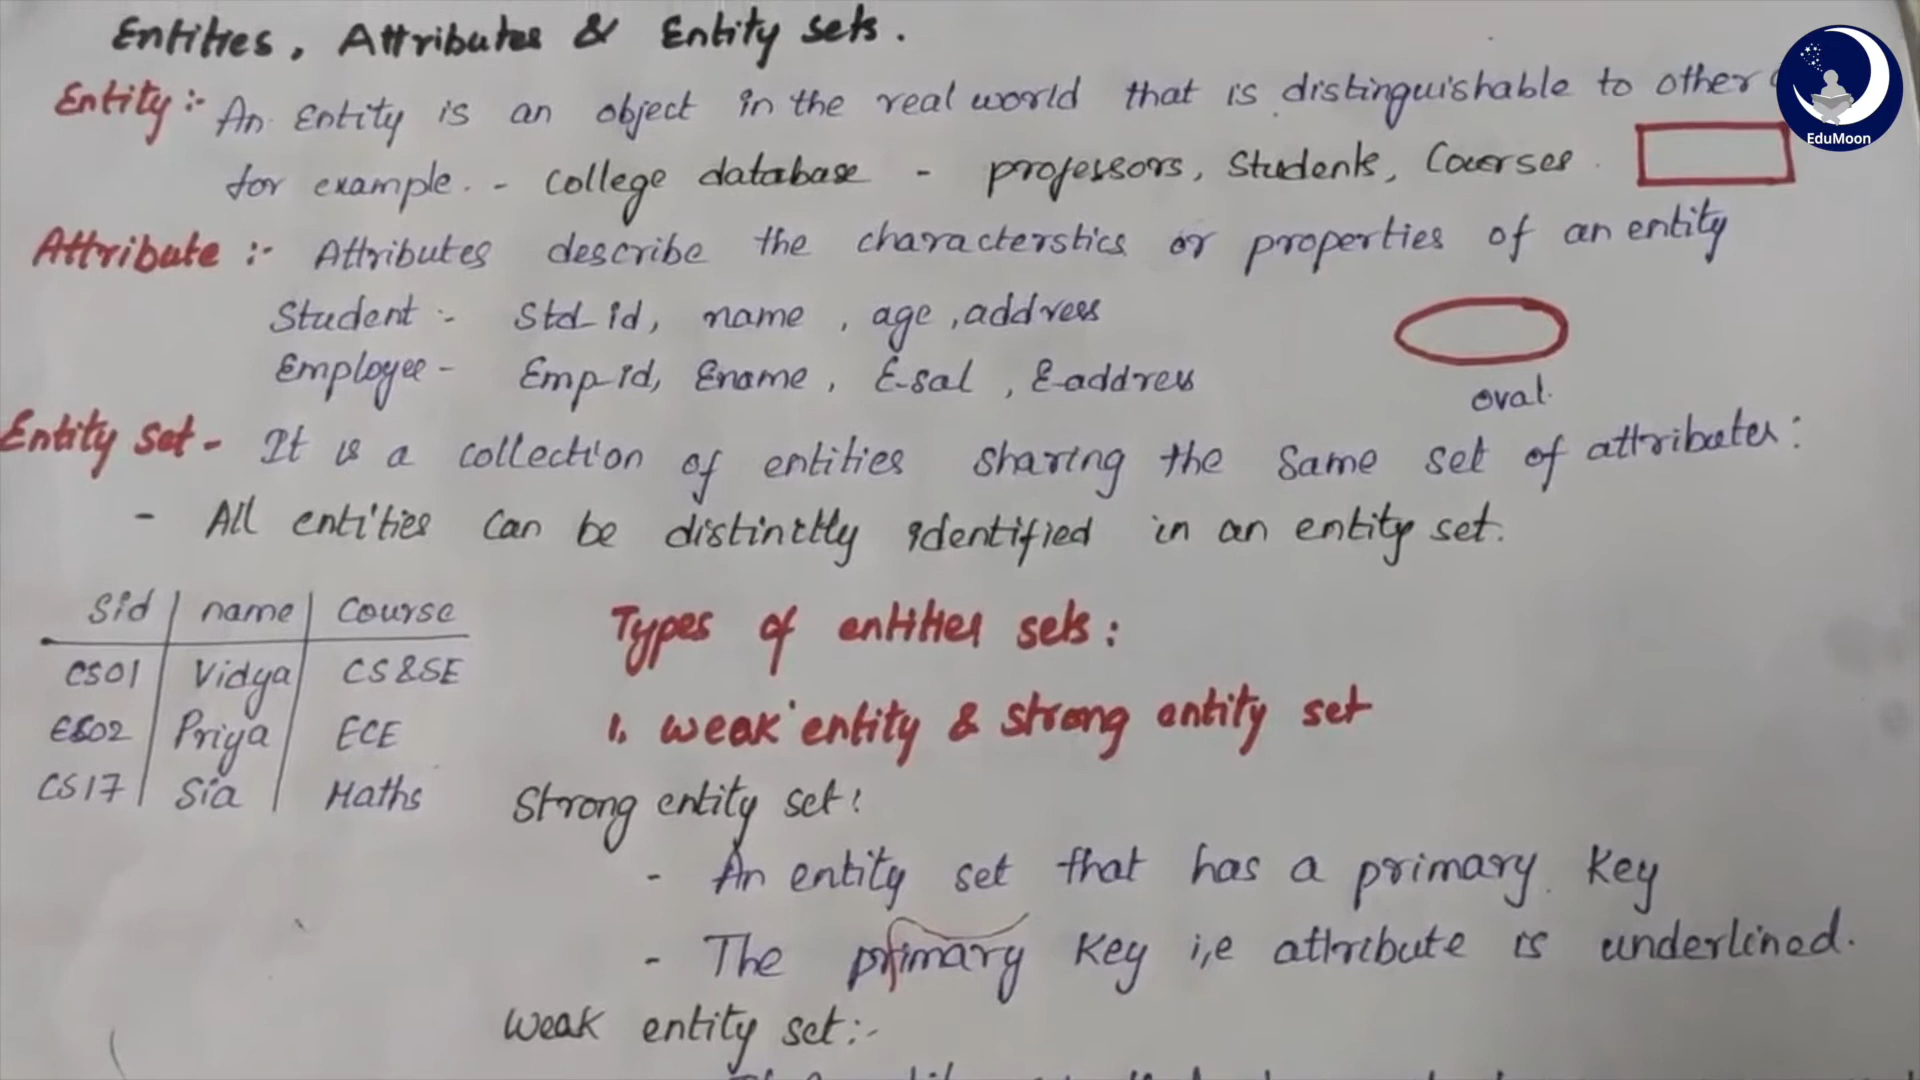 Entities, Attributes & Entity sets.
Entity :- An Entity is an object in the real world that is distinguishable to other
for example. - College database - professors, Students, Courses.
Attribute :- Attributes describe the characterstics or properties of an entity
Student :- Std_id, name, age, address
Employee - Emp-id, Ename, E-sal, E-address
oval.
Entity set - It is a collection of entities sharing the same set of attributes:
- All entities can be distinctly identified in an entity set.
Sid | name | Course
CS01 | Vidya | CS&SE
| Priya | ECE
CS17 | Sia | Maths
Types of entities sets:
1. weak entity & strong entity set
Strong entity set:
- An entity set that has a primary key
- The primary key i,e attribute is underlined.
Weak entity set:-
EduMoon